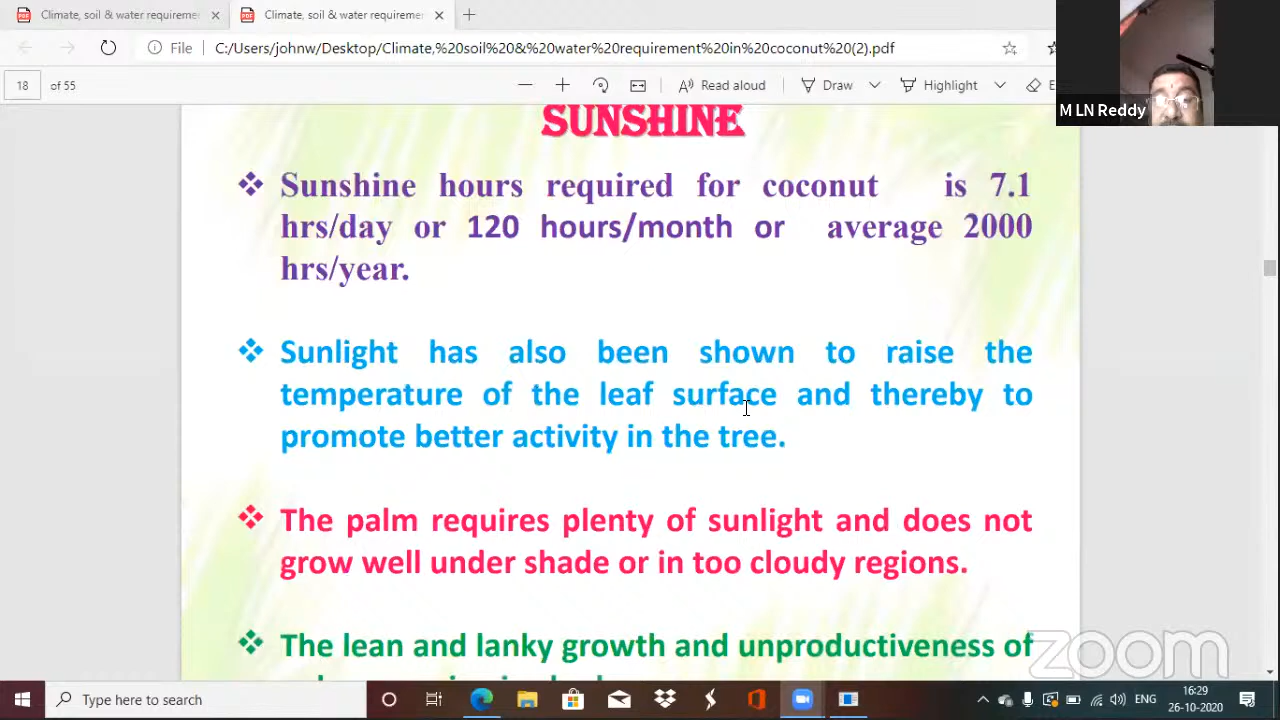 Climate, soil & water requiremen
Climate, soil & water requiremen
File C:/Users/johnw/Desktop/Climate,%20soil%20&%20water%20requirement%20in%20coconut%20(2).pdf
18 of 55
Read aloud
Draw
Highlight
M LN Reddy
SUNSHINE
Sunshine hours required for coconut is 7.1
hrs/day or 120 hours/month or average 2000
hrs/year.
Sunlight has also been shown to raise the
temperature of the leaf surface and thereby to
promote better activity in the tree.
The palm requires plenty of sunlight and does not
grow well under shade or in too cloudy regions.
The lean and lanky growth and unproductiveness of
zoom
Type here to search
ENG
16:29
26-10-2020